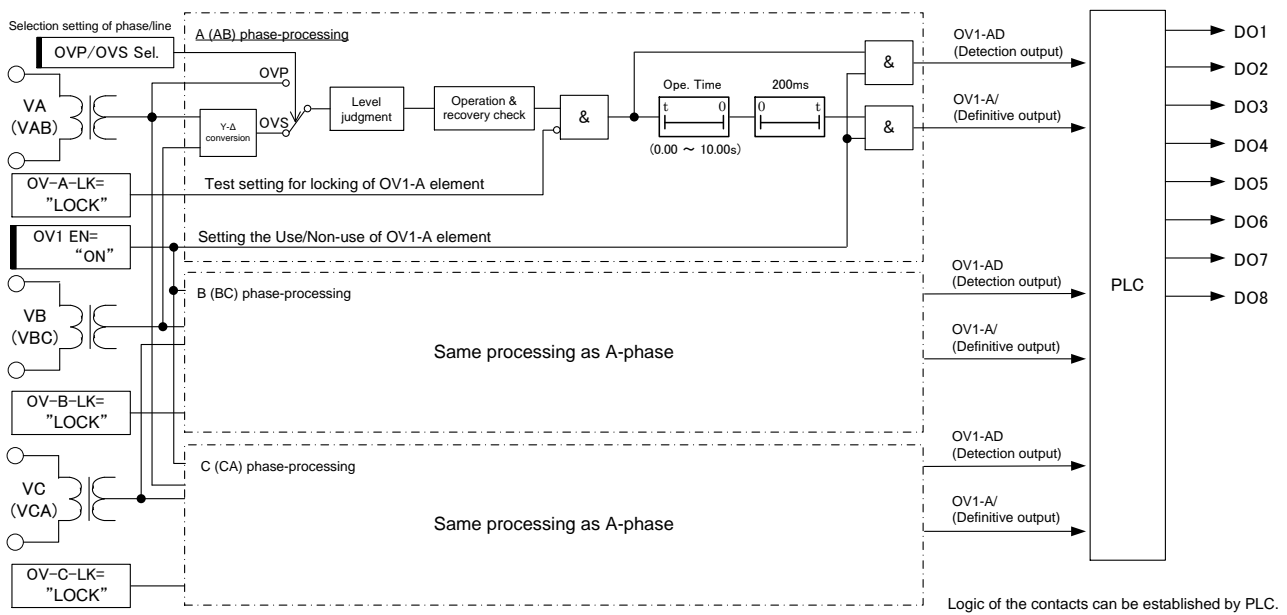 Selection setting of phase/line
OVP/OVS Sel.
VA
(VAB)
OV-A-LK=
"LOCK"
OV1 EN=
"ON"
VB
(VBC)
OV-B-LK=
"LOCK"
VC
(VCA)
OV-C-LK=
"LOCK"
A (AB) phase-processing
OVP
Y-Δ
conversion
OVS
Level
judgment
Operation &
recovery check
&
Ope. Time
t 0
(0.00 ～ 10.00s)
200ms
0 t
&
&
Test setting for locking of OV1-A element
Setting the Use/Non-use of OV1-A element
B (BC) phase-processing
Same processing as A-phase
C (CA) phase-processing
Same processing as A-phase
OV1-AD
(Detection output)
OV1-A/
(Definitive output)
OV1-AD
(Detection output)
OV1-A/
(Definitive output)
OV1-AD
(Detection output)
OV1-A/
(Definitive output)
PLC
DO1
DO2
DO3
DO4
DO5
DO6
DO7
DO8
Logic of the contacts can be established by PLC.